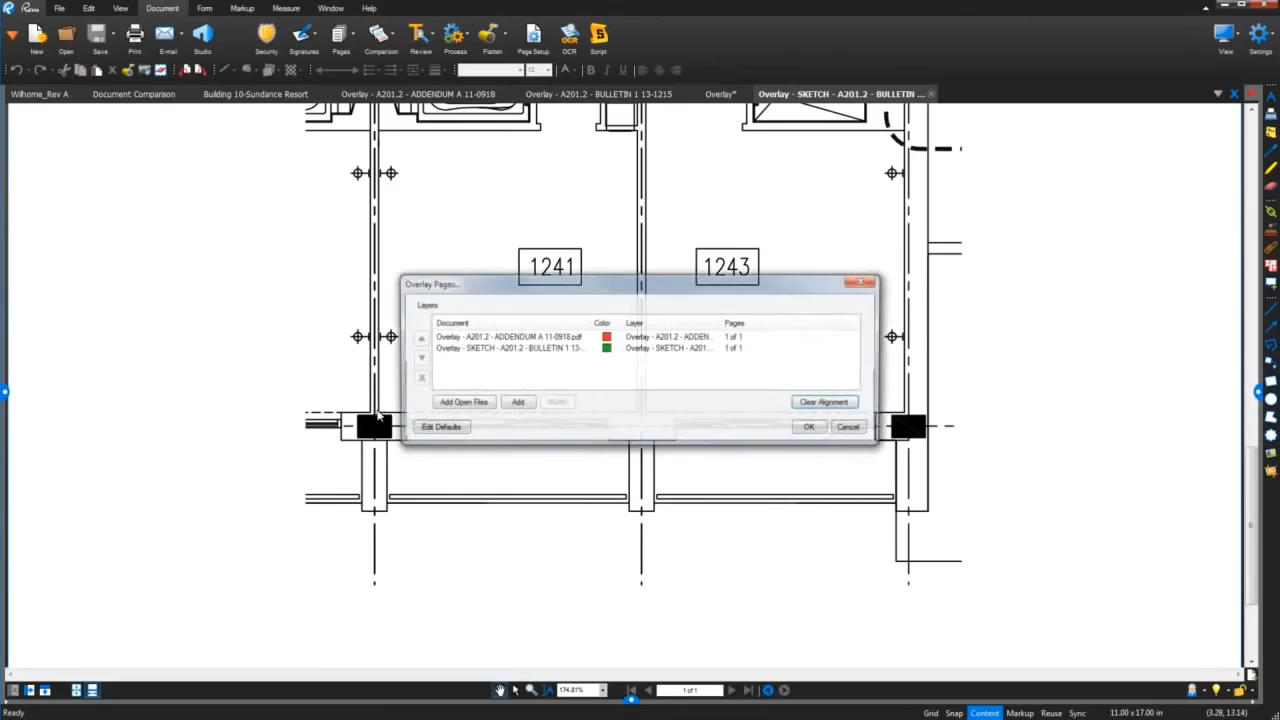 Revu File Edit View Document Form Markup Measure Window Help
New Open Save Print E-mail Studio Security Signatures Pages Comparison Review Process Flatten Page Setup OCR Script View Settings
12 A B I U
Wilhome_Rev A Document Comparison Building 10-Sundance Resort Overlay - A201.2 - ADDENDUM A 11-0918 Overlay - A201.2 - BULLETIN 1 13-1215 Overlay* Overlay - SKETCH - A201.2 - BULLETIN ...
1241 1243
Overlay Pages...
Layers
Document Color Layer Pages
Overlay - A201.2 - ADDENDUM A 11-0918.pdf Overlay - A201.2 - ADDEN... 1 of 1
Overlay - SKETCH - A201.2 - BULLETIN 1 13-... Overlay - SKETCH - A201... 1 of 1
Add Open Files Add Modify Clear Alignment
Edit Defaults OK Cancel
174.81% 1 of 1
Ready Grid Snap Content Markup Reuse Sync 11.00 x 17.00 in (3.28, 13.14)